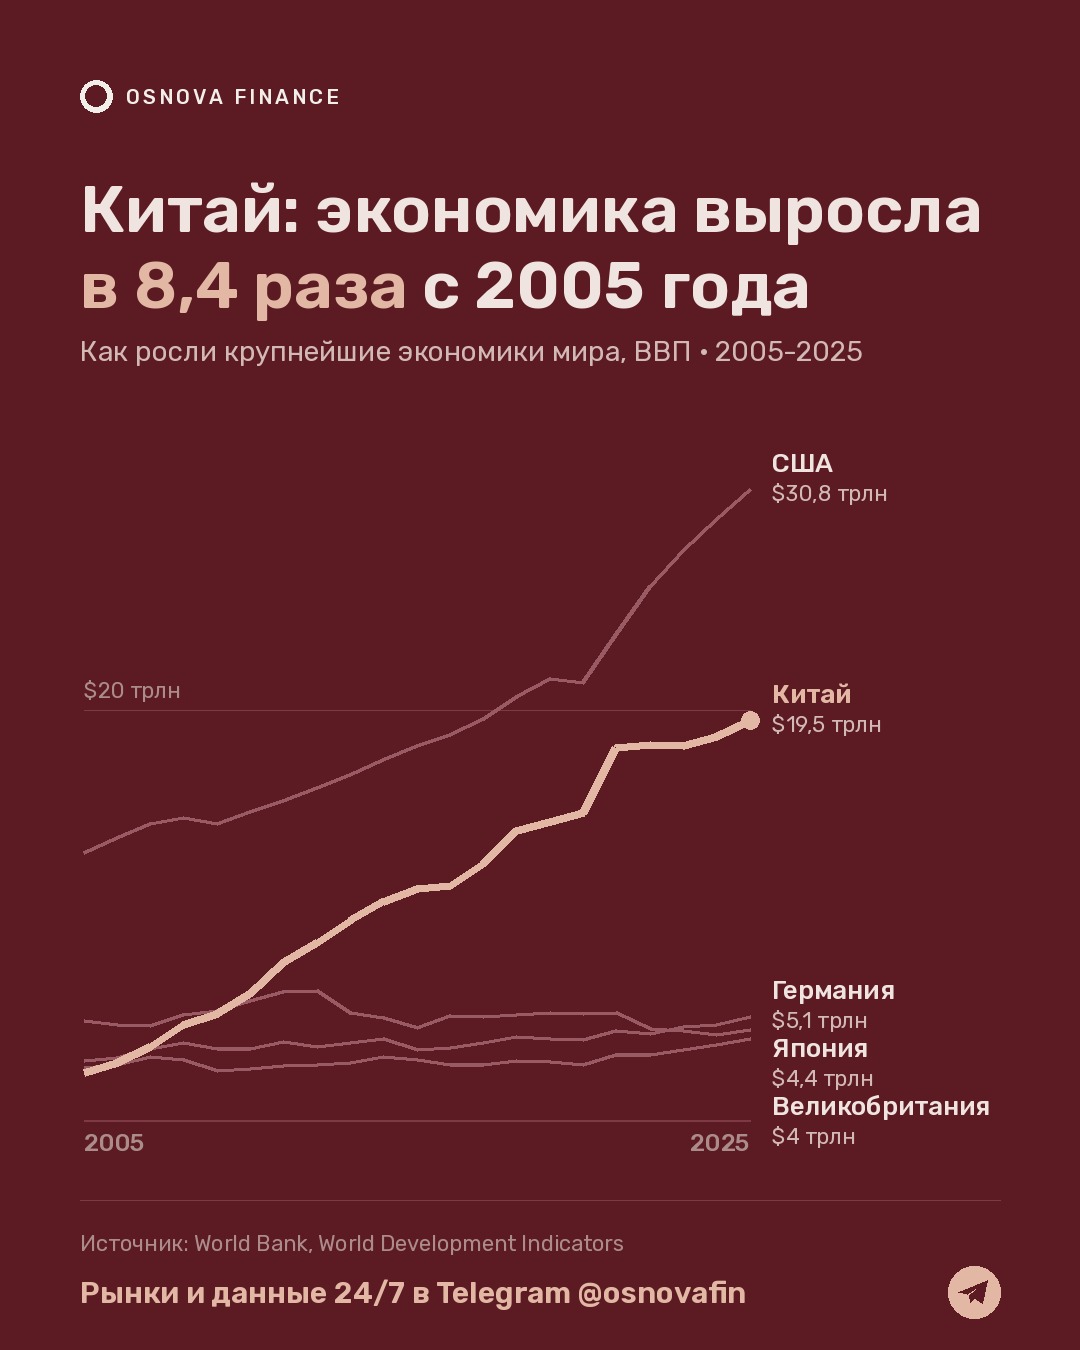 OSNOVA FINANCE
Китай: экономика выросла
в 8,4 раза с 2005 года
Как росли крупнейшие экономики мира, ВВП • 2005-2025
США
$30,8 трлн
$20 трлн
Китай
$19,5 трлн
Германия
$5,1 трлн
Япония
$4,4 трлн
Великобритания
$4 трлн
2005
2025
Источник: World Bank, World Development Indicators
Рынки и данные 24/7 в Telegram @osnovafin